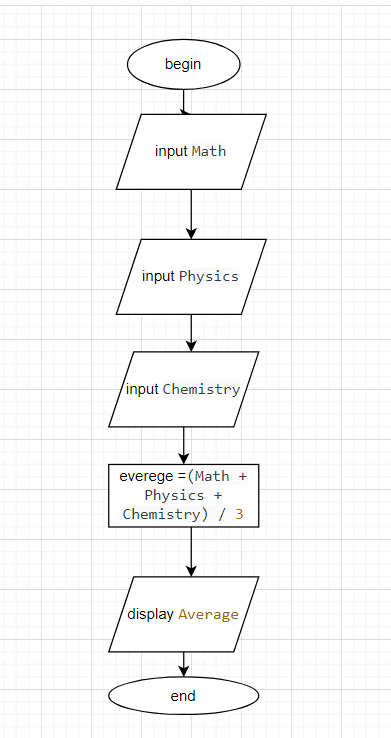 begin
input Math
input Physics
input Chemistry
everege =(Math +
Physics +
Chemistry) / 3
display Average
end